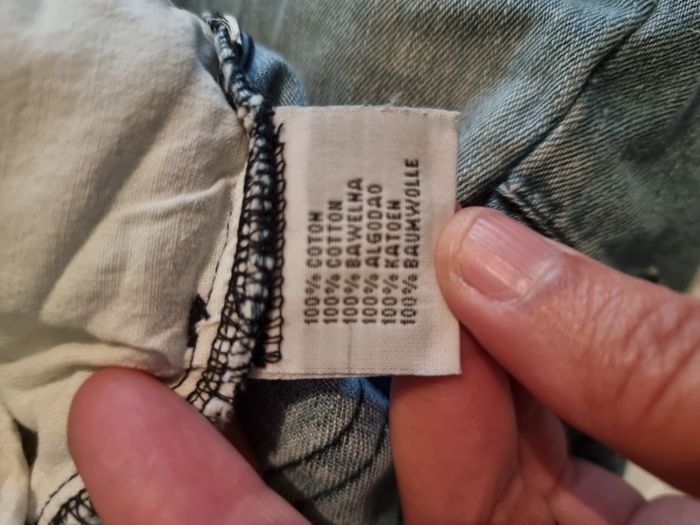 100% COTON
100% COTTON
100% BAWEŁNA
100% ALGODAO
100% KATOEN
100% BAUMWOLLE